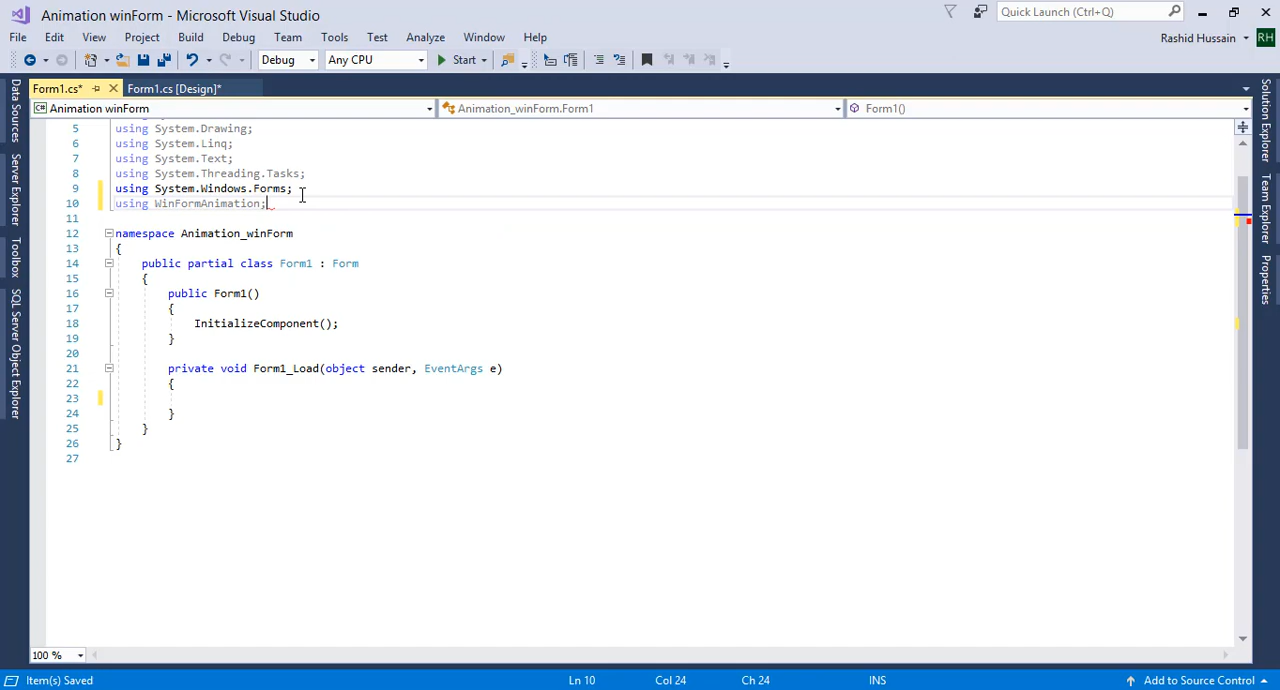 Animation winForm - Microsoft Visual Studio
Quick Launch (Ctrl+Q)
File Edit View Project Build Debug Team Tools Test Analyze Window Help
Rashid Hussain RH
Debug Any CPU Start
Form1.cs* Form1.cs [Design]*
Animation winForm Animation_winForm.Form1 Form1()
Data Sources
Server Explorer
Toolbox
SQL Server Object Explorer
5 using System.Drawing;
6 using System.Linq;
7 using System.Text;
8 using System.Threading.Tasks;
9 using System.Windows.Forms;
10 using WinFormAnimation;
11
12 namespace Animation_winForm
13 {
14 public partial class Form1 : Form
15 {
16 public Form1()
17 {
18 InitializeComponent();
19 }
20
21 private void Form1_Load(object sender, EventArgs e)
22 {
23
24 }
25 }
26 }
27
Solution Explorer
Team Explorer
Properties
100 %
Item(s) Saved Ln 10 Col 24 Ch 24 INS Add to Source Control